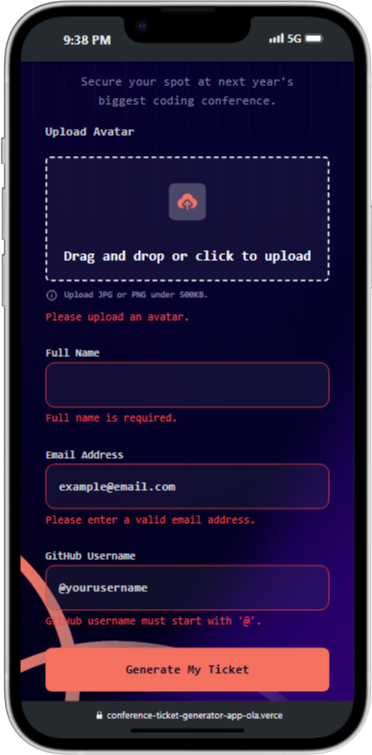 9:38 PM
5G
Secure your spot at next year's
biggest coding conference.
Upload Avatar
Drag and drop or click to upload
Upload JPG or PNG under 500KB.
Please upload an avatar.
Full Name
Full name is required.
Email Address
example@email.com
Please enter a valid email address.
GitHub Username
@yourusername
GitHub username must start with '@'.
Generate My Ticket
conference-ticket-generator-app-ola.verce